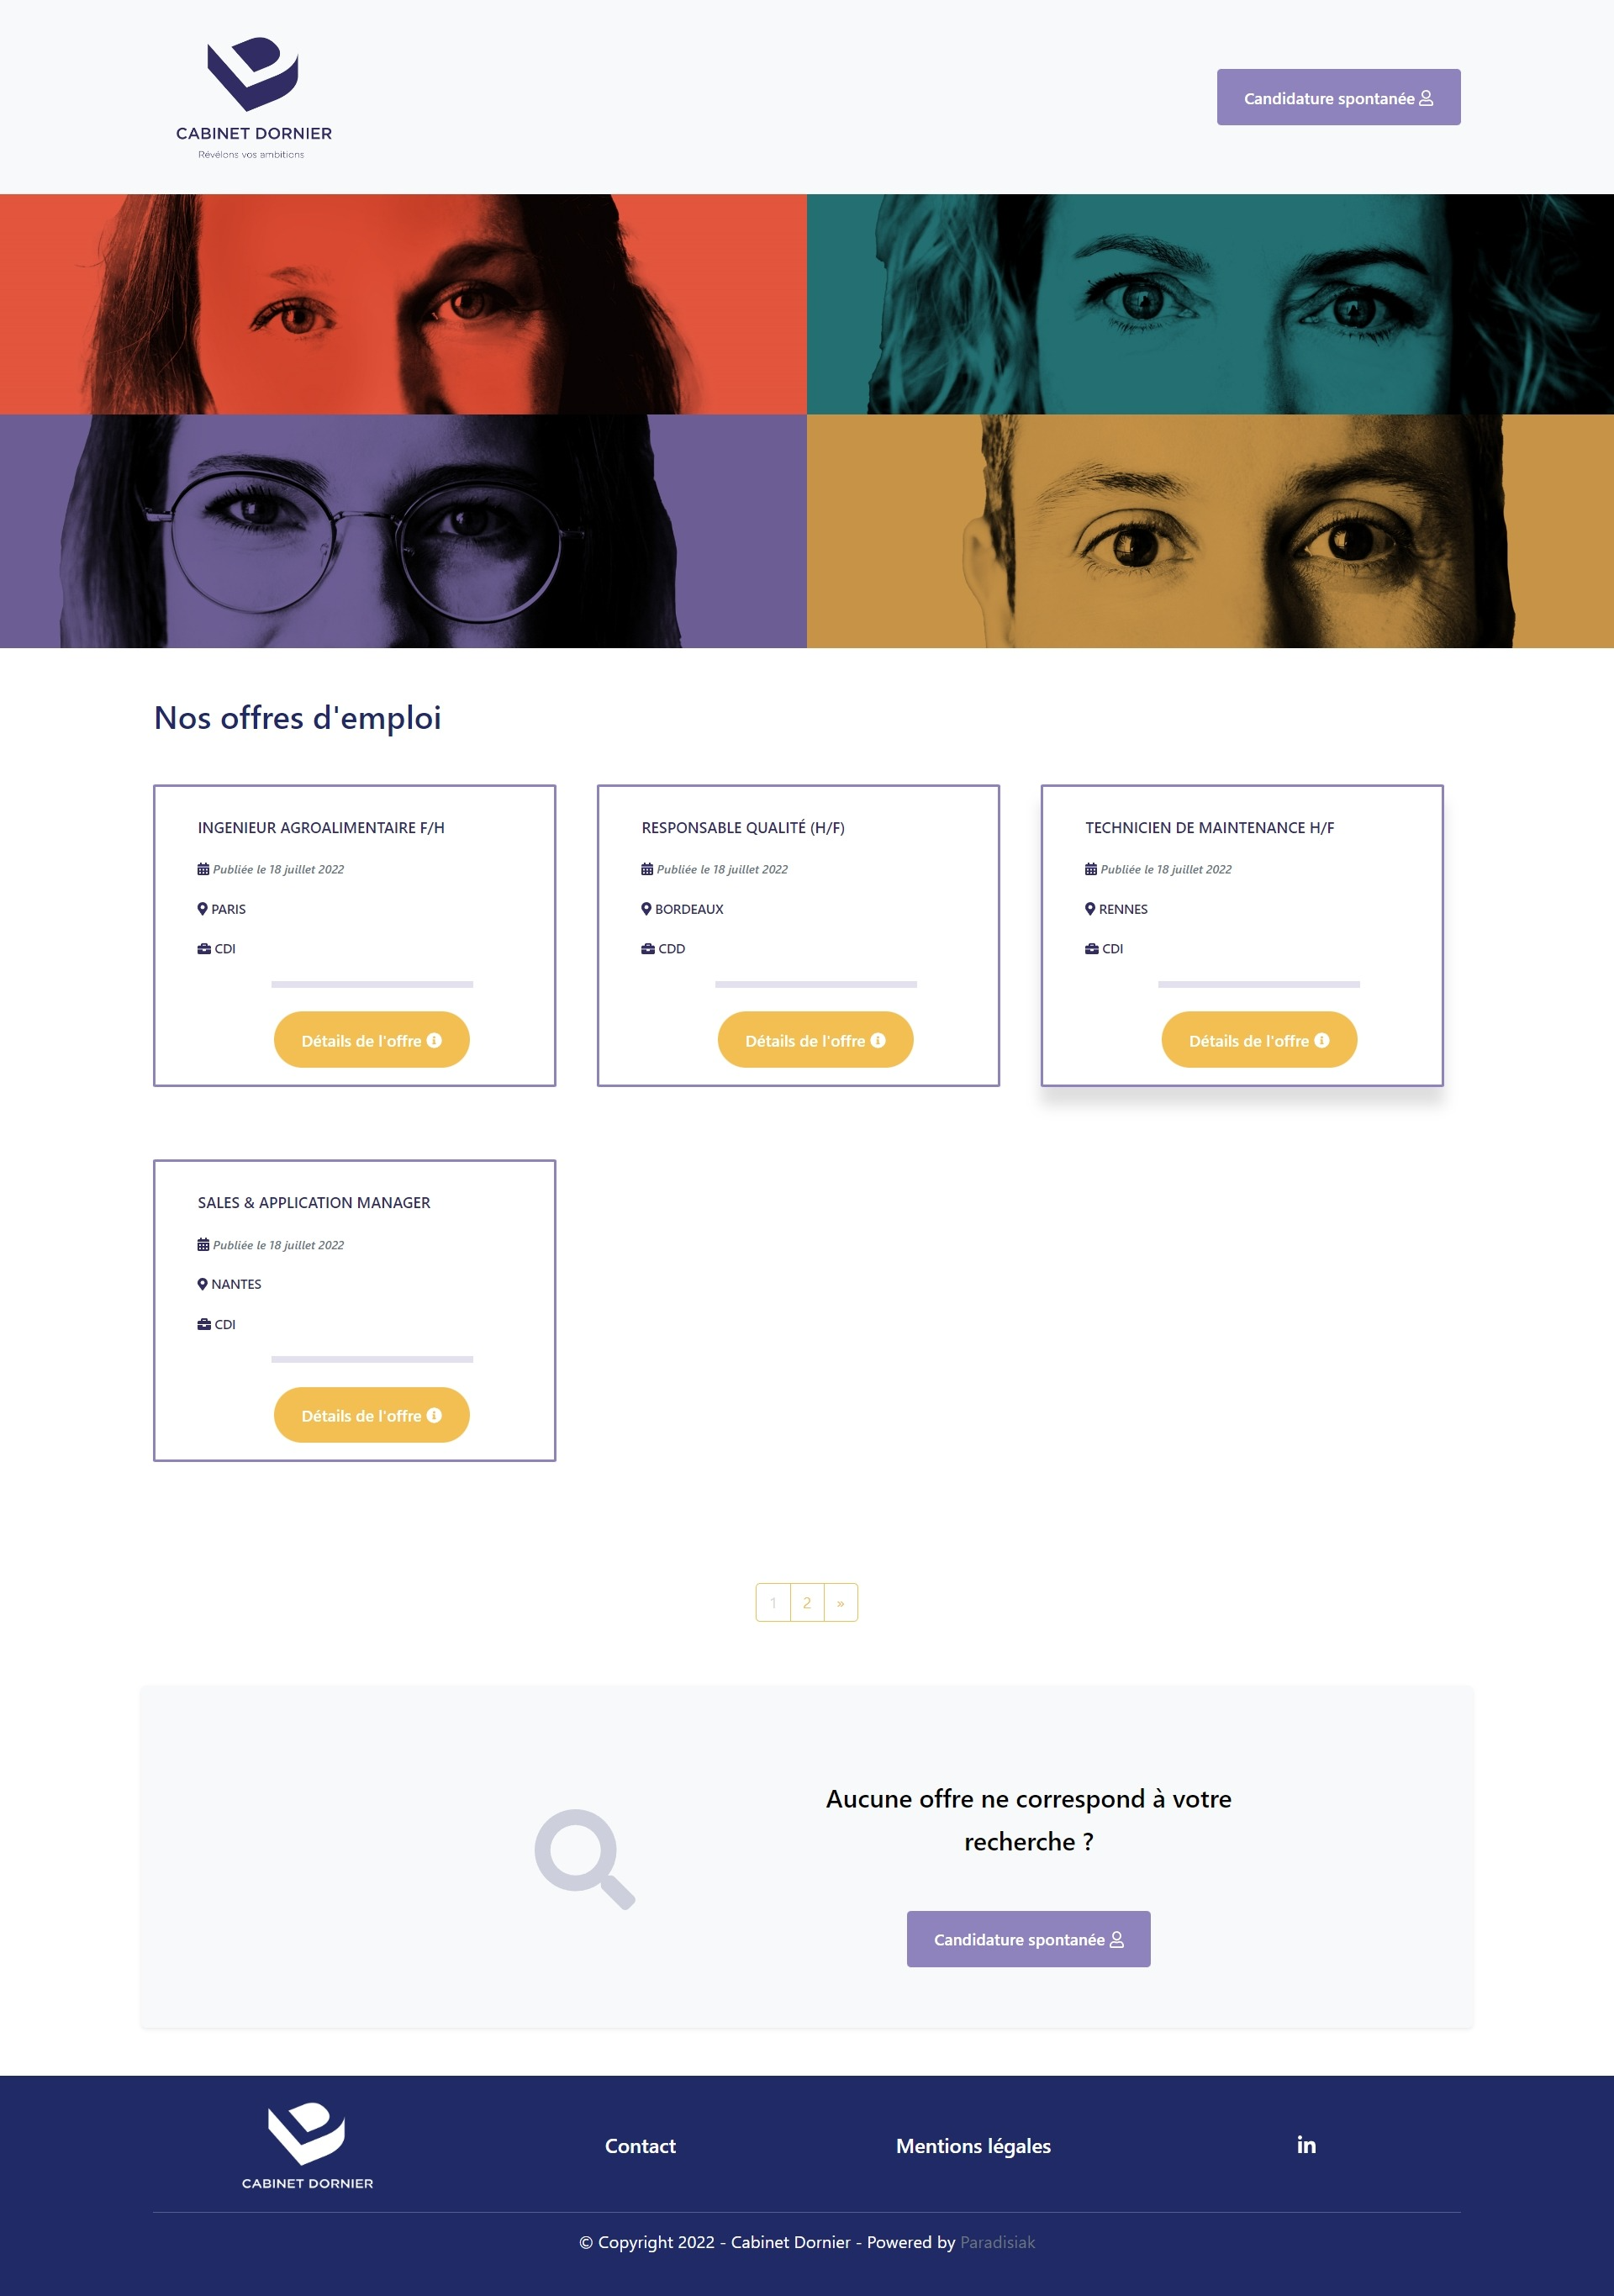 CABINET DORNIER
Révélons vos ambitions
Candidature spontanée
Nos offres d'emploi
INGENIEUR AGROALIMENTAIRE F/H
Publiée le 18 juillet 2022
PARIS
CDI
Détails de l'offre
RESPONSABLE QUALITÉ (H/F)
Publiée le 18 juillet 2022
BORDEAUX
CDD
Détails de l'offre
TECHNICIEN DE MAINTENANCE H/F
Publiée le 18 juillet 2022
RENNES
CDI
Détails de l'offre
SALES & APPLICATION MANAGER
Publiée le 18 juillet 2022
NANTES
CDI
Détails de l'offre
1 2 »
Aucune offre ne correspond à votre
recherche ?
Candidature spontanée
CABINET DORNIER
Contact
Mentions légales
in
© Copyright 2022 - Cabinet Dornier - Powered by Paradisiak